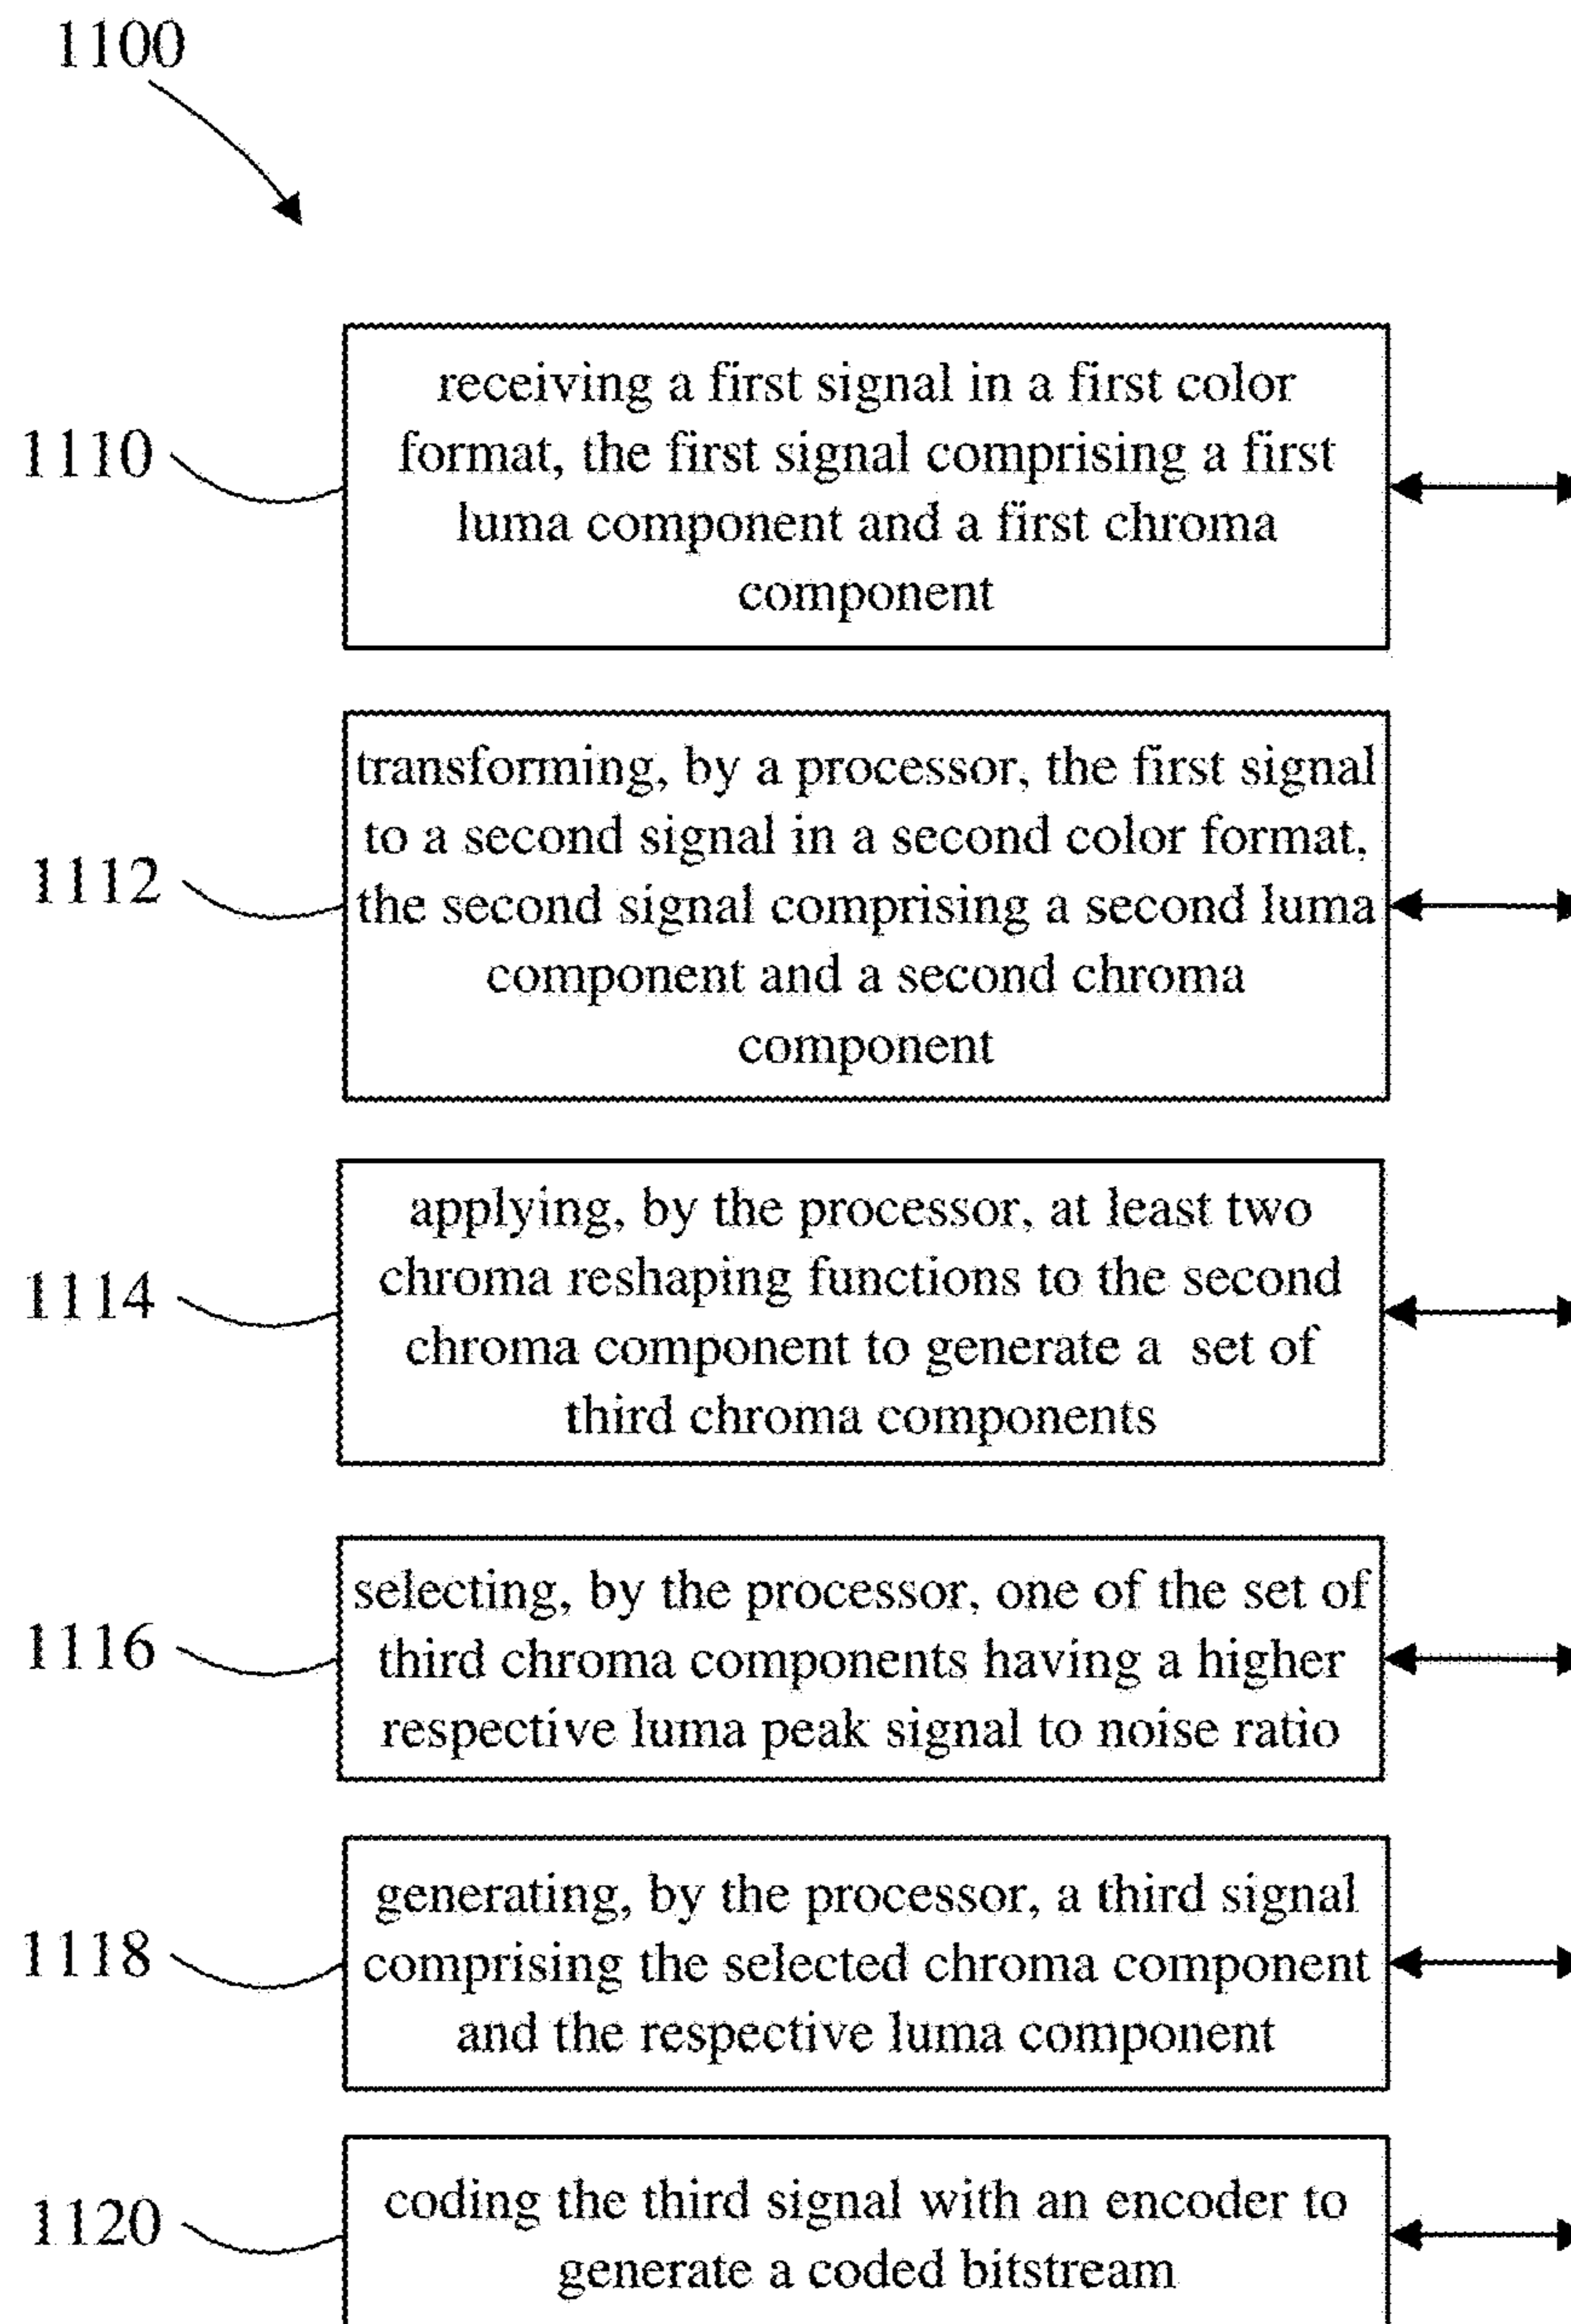 1100
1110
receiving a first signal in a first color
format, the first signal comprising a first
luma component and a first chroma
component
1112
transforming, by a processor, the first signal
to a second signal in a second color format,
the second signal comprising a second luma
component and a second chroma
component
1114
applying, by the processor, at least two
chroma reshaping functions to the second
chroma component to generate a set of
third chroma components
1116
selecting, by the processor, one of the set of
third chroma components having a higher
respective luma peak signal to noise ratio
1118
generating, by the processor, a third signal
comprising the selected chroma component
and the respective luma component
1120
coding the third signal with an encoder to
generate a coded bitstream